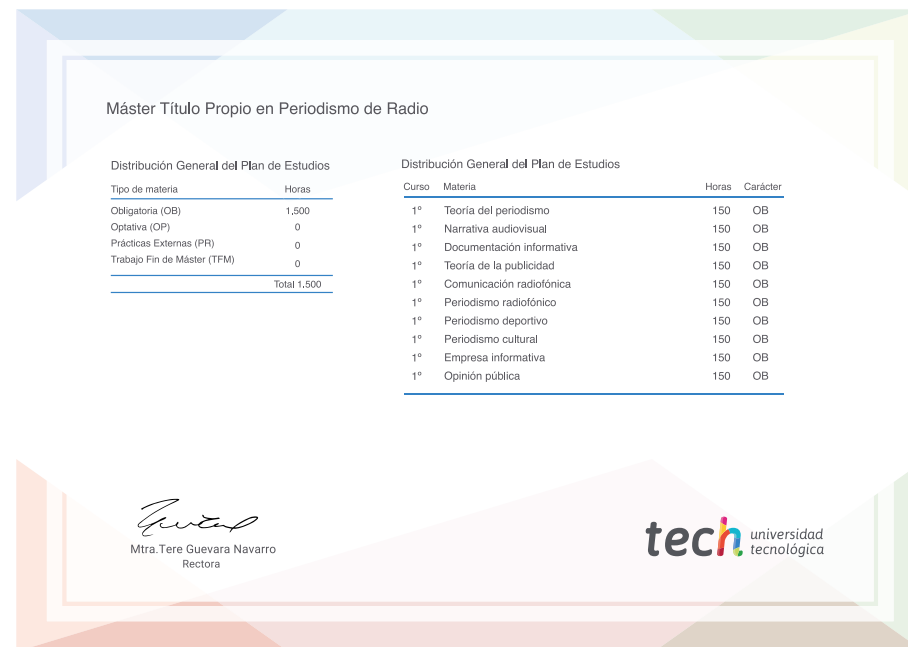 Máster Título Propio en Periodismo de Radio
Distribución General del Plan de Estudios
Tipo de materia Horas
Obligatoria (OB) 1,500
Optativa (OP) 0
Prácticas Externas (PR) 0
Trabajo Fin de Máster (TFM) 0
Total 1.500
Distribución General del Plan de Estudios
Curso Materia Horas Carácter
1º Teoría del periodismo 150 OB
1º Narrativa audiovisual 150 OB
1º Documentación informativa 150 OB
1º Teoría de la publicidad 150 OB
1º Comunicación radiofónica 150 OB
1º Periodismo radiofónico 150 OB
1º Periodismo deportivo 150 OB
1º Periodismo cultural 150 OB
1º Empresa informativa 150 OB
1º Opinión pública 150 OB
Mtra.Tere Guevara Navarro
Rectora
tech universidad
tecnológica